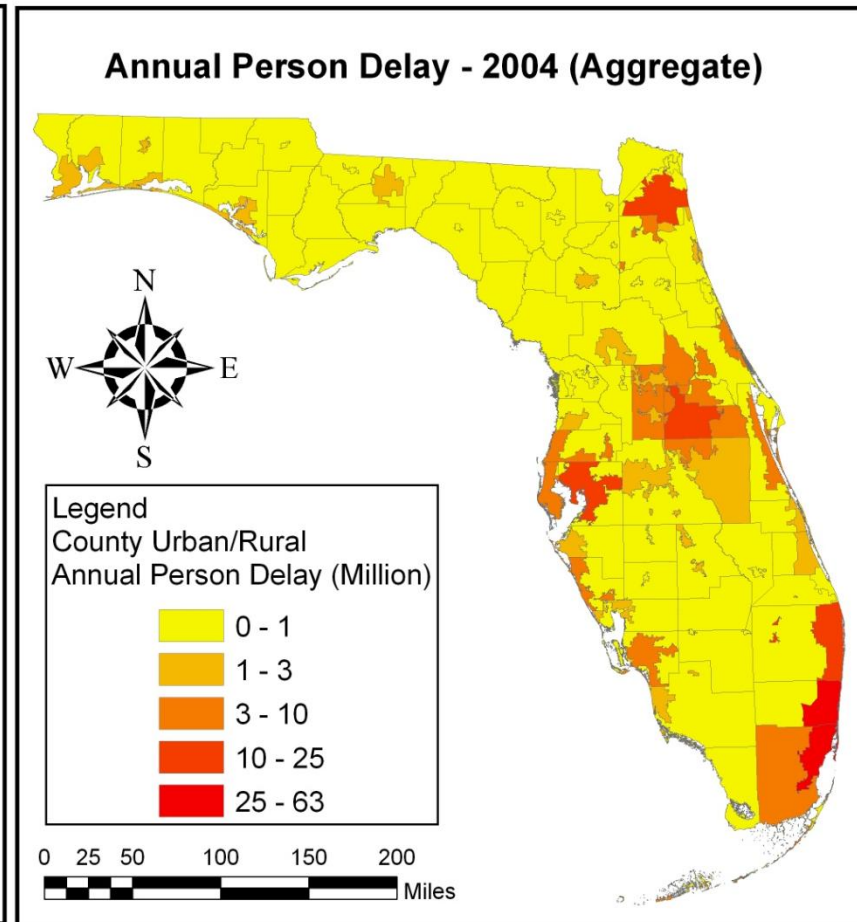 Annual Person Delay - 2004 (Aggregate)
N
W
E
S
Legend
County Urban/Rural
Annual Person Delay (Million)
0 - 1
1 - 3
3 - 10
10 - 25
25 - 63
0 25 50 100 150 200
Miles